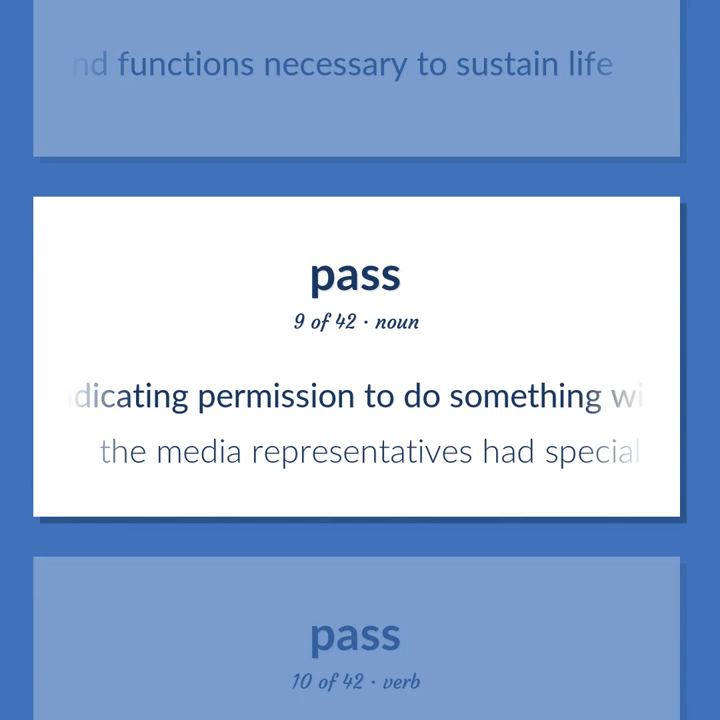 functions necessary to sustain life
pass
9 of 42 · noun
permission to do something
the media representatives had special
pass
10 of 42 · verb